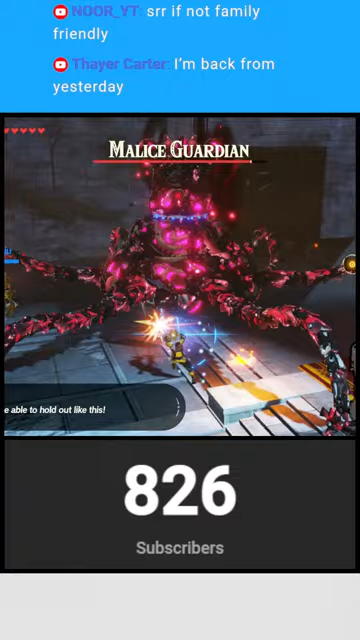 NOOR_YT: srr if not family
friendly
Thayer Carter: I'm back from
yesterday
MALICE GUARDIAN
e able to hold out like this!
826
Subscribers